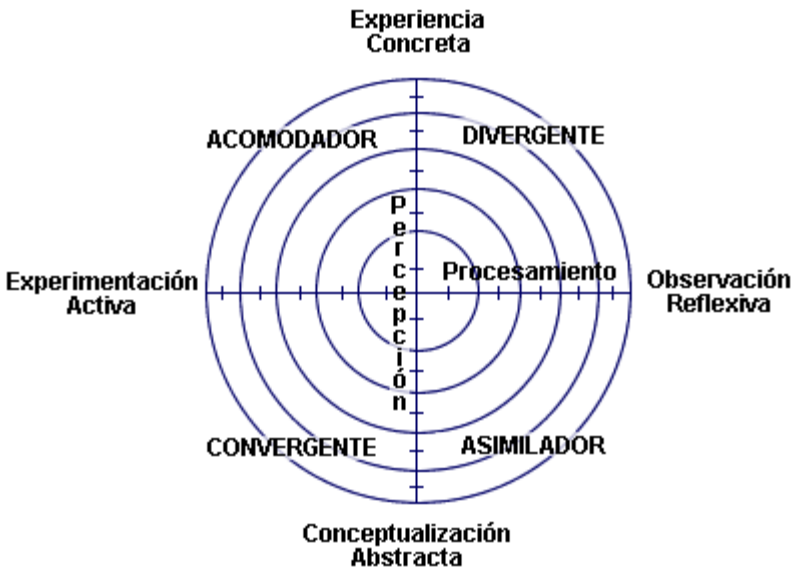 Experiencia
Concreta
ACOMODADOR
DIVERGENTE
Percepción
Procesamiento
Experimentación
Activa
Observación
Reflexiva
CONVERGENTE
ASIMILADOR
Conceptualización
Abstracta